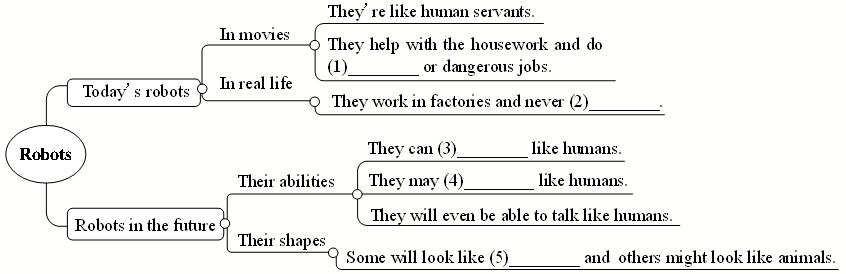 They're like human servants.
In movies
They help with the housework and do
(1)________ or dangerous jobs.
In real life
Today's robots
They work in factories and never (2)________.
Robots
They can (3)________ like humans.
Their abilities
They may (4)________ like humans.
They will even be able to talk like humans.
Robots in the future
Their shapes
Some will look like (5)________ and others might look like animals.